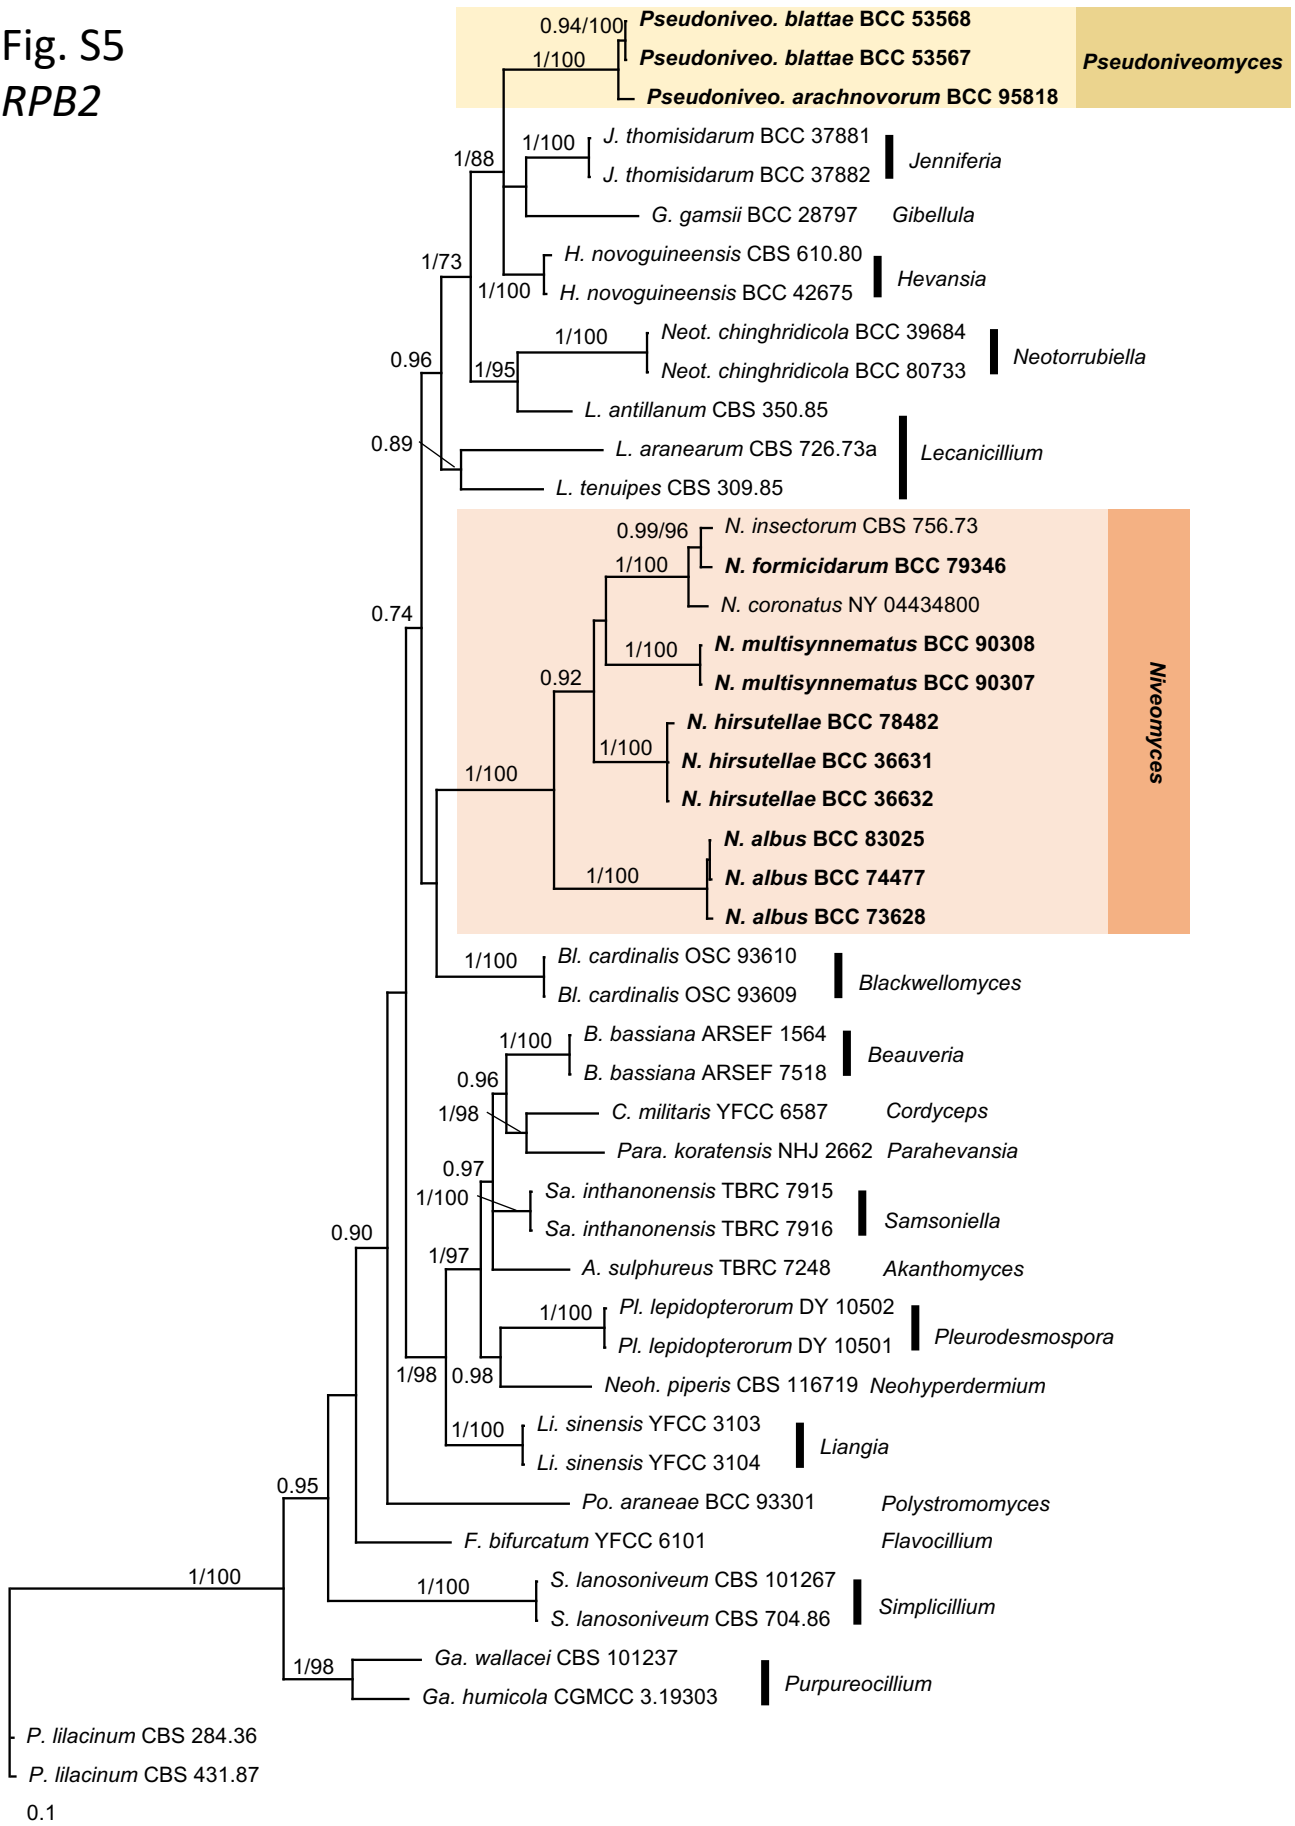 Fig. S5
RPB2
0.94/100
Pseudoniveo. blattae BCC 53568
1/100
Pseudoniveo. blattae BCC 53567
Pseudoniveomyces
Pseudoniveo. arachnovorum BCC 95818
1/100
J. thomisidarum BCC 37881
1/88
Jenniferia
J. thomisidarum BCC 37882
G. gamsii BCC 28797 Gibellula
H. novoguineensis CBS 610.80
1/73
Hevansia
1/100
H. novoguineensis BCC 42675
1/100
Neot. chinghridicola BCC 39684
0.96
Neotorrubiella
1/95
Neot. chinghridicola BCC 80733
L. antillanum CBS 350.85
0.89
L. aranearum CBS 726.73a
Lecanicillium
L. tenuipes CBS 309.85
0.99/96
N. insectorum CBS 756.73
1/100
N. formicidarum BCC 79346
0.74
N. coronatus NY 04434800
1/100
N. multisynnematus BCC 90308
0.92
N. multisynnematus BCC 90307
Niveomyces
N. hirsutellae BCC 78482
1/100
N. hirsutellae BCC 36631
1/100
N. hirsutellae BCC 36632
N. albus BCC 83025
1/100
N. albus BCC 74477
N. albus BCC 73628
1/100
Bl. cardinalis OSC 93610
Blackwellomyces
Bl. cardinalis OSC 93609
1/100
B. bassiana ARSEF 1564
Beauveria
0.96
B. bassiana ARSEF 7518
1/98
C. militaris YFCC 6587 Cordyceps
Para. koratensis NHJ 2662 Parahevansia
0.97
1/100
Sa. inthanonensis TBRC 7915
Samsoniella
Sa. inthanonensis TBRC 7916
0.90
1/97
A. sulphureus TBRC 7248 Akanthomyces
1/100
Pl. lepidopterorum DY 10502
Pleurodesmospora
Pl. lepidopterorum DY 10501
1/98 0.98
Neoh. piperis CBS 116719 Neohyperdermium
1/100
Li. sinensis YFCC 3103
Liangia
Li. sinensis YFCC 3104
0.95
Po. araneae BCC 93301 Polystromomyces
F. bifurcatum YFCC 6101 Flavocillium
1/100
1/100
S. lanosoniveum CBS 101267
Simplicillium
S. lanosoniveum CBS 704.86
1/98
Ga. wallacei CBS 101237
Purpureocillium
Ga. humicola CGMCC 3.19303
P. lilacinum CBS 284.36
P. lilacinum CBS 431.87
0.1